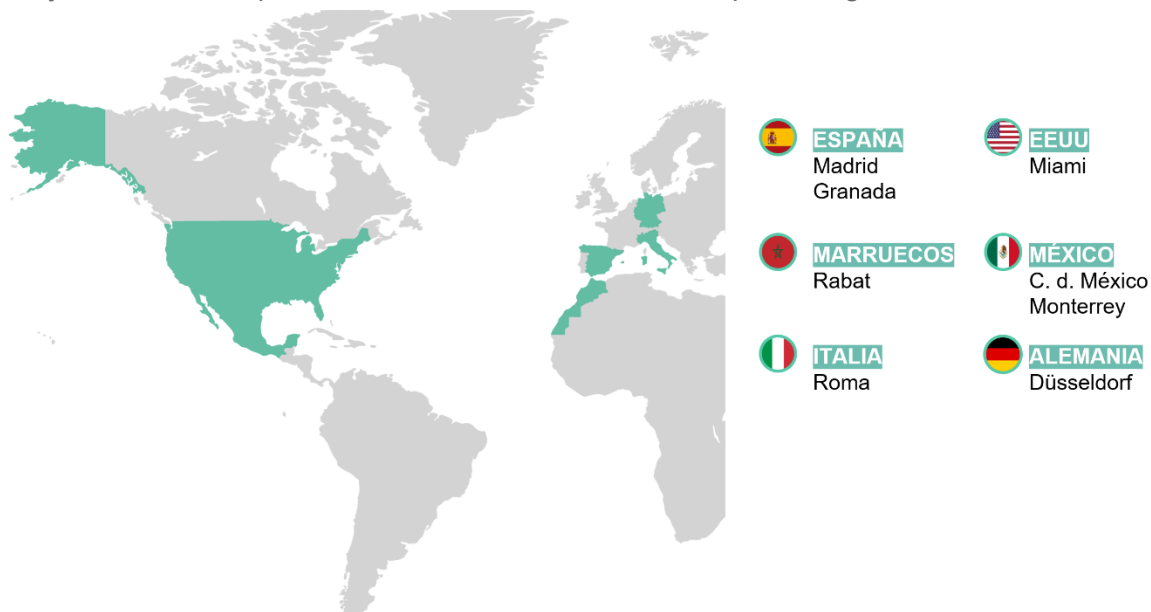 ESPAÑA
Madrid
Granada
EEUU
Miami
MARRUECOS
Rabat
MÉXICO
C. d. México
Monterrey
ITALIA
Roma
ALEMANIA
Düsseldorf